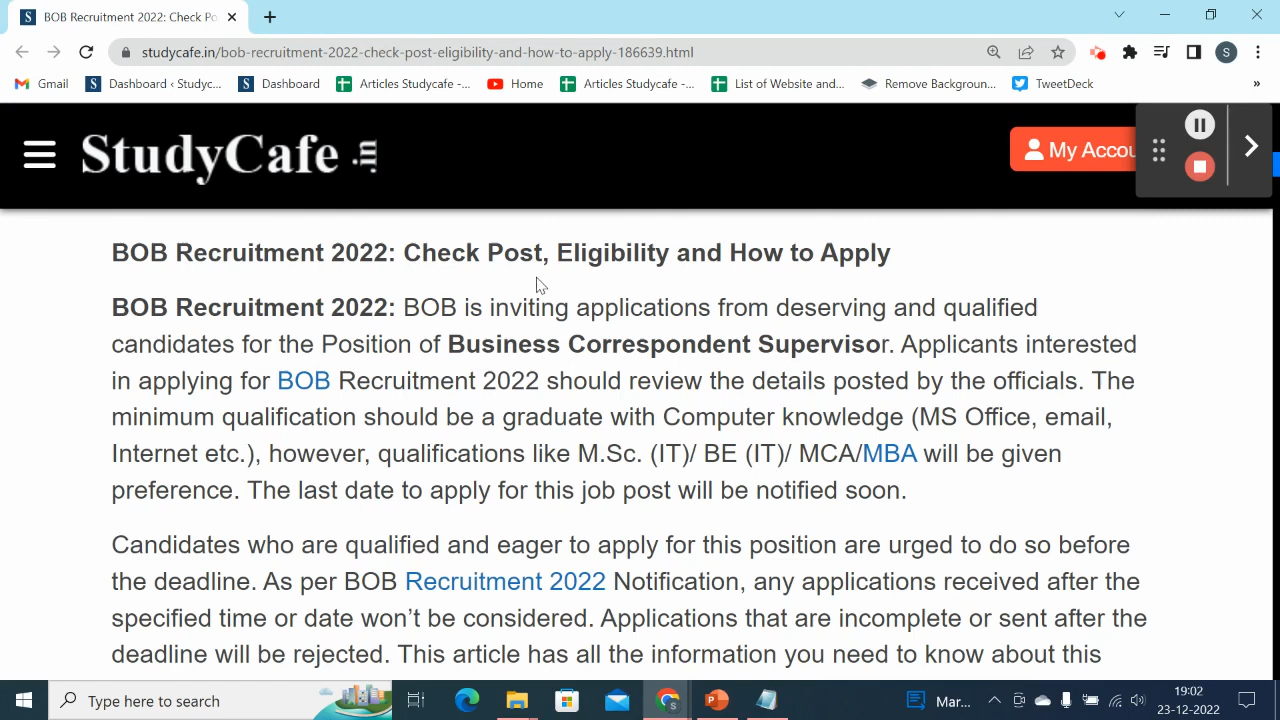 BOB Recruitment 2022: Check Po
studycafe.in/bob-recruitment-2022-check-post-eligibility-and-how-to-apply-186639.html
S
Gmail
Dashboard ‹ Studyc...
Dashboard
Articles Studycafe -...
Home
Articles Studycafe -...
List of Website and...
Remove Backgroun...
TweetDeck
»
StudyCafe .in
My Accou
BOB Recruitment 2022: Check Post, Eligibility and How to Apply
BOB Recruitment 2022: BOB is inviting applications from deserving and qualified
candidates for the Position of Business Correspondent Supervisor. Applicants interested
in applying for BOB Recruitment 2022 should review the details posted by the officials. The
minimum qualification should be a graduate with Computer knowledge (MS Office, email,
Internet etc.), however, qualifications like M.Sc. (IT)/ BE (IT)/ MCA/MBA will be given
preference. The last date to apply for this job post will be notified soon.
Candidates who are qualified and eager to apply for this position are urged to do so before
the deadline. As per BOB Recruitment 2022 Notification, any applications received after the
specified time or date won’t be considered. Applications that are incomplete or sent after the
deadline will be rejected. This article has all the information you need to know about this
Type here to search
Mar...
19:02
23-12-2022